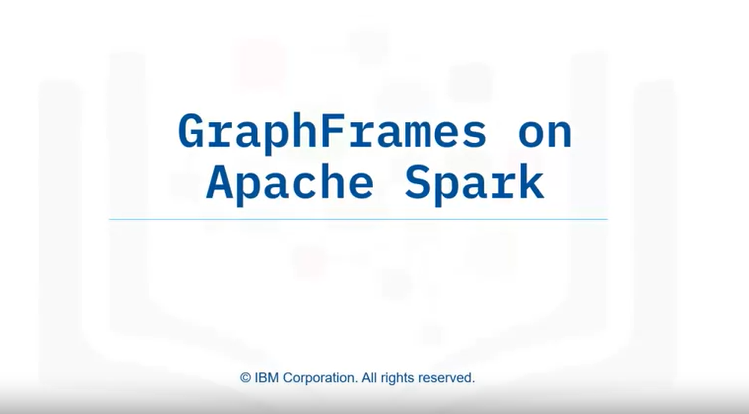 GraphFrames on
Apache Spark
© IBM Corporation. All rights reserved.